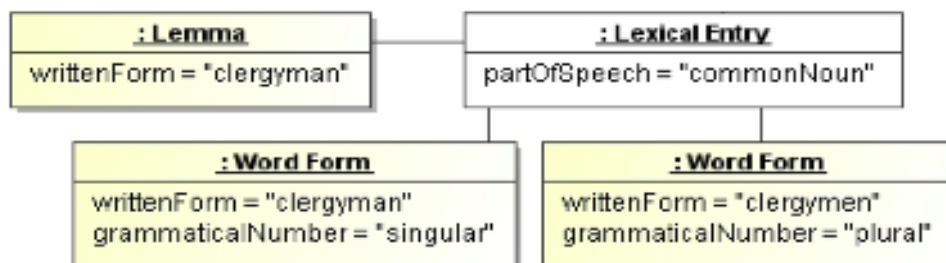 : Lemma
writtenForm = "clergyman"
: Lexical Entry
partOfSpeech = "commonNoun"
: Word Form
writtenForm = "clergyman"
grammaticalNumber = "singular"
: Word Form
writtenForm = "clergymen"
grammaticalNumber = "plural"